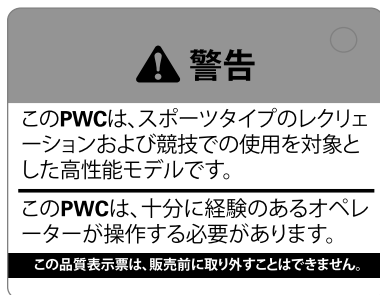 警告
このPWCは、スポーツタイプのレクリェ
ーションおよび競技での使用を対象と
した高性能モデルです。
このPWCは、十分に経験のあるオペレ
ーターが操作する必要があります。
この品質表示票は、販売前に取り外すことはできません。